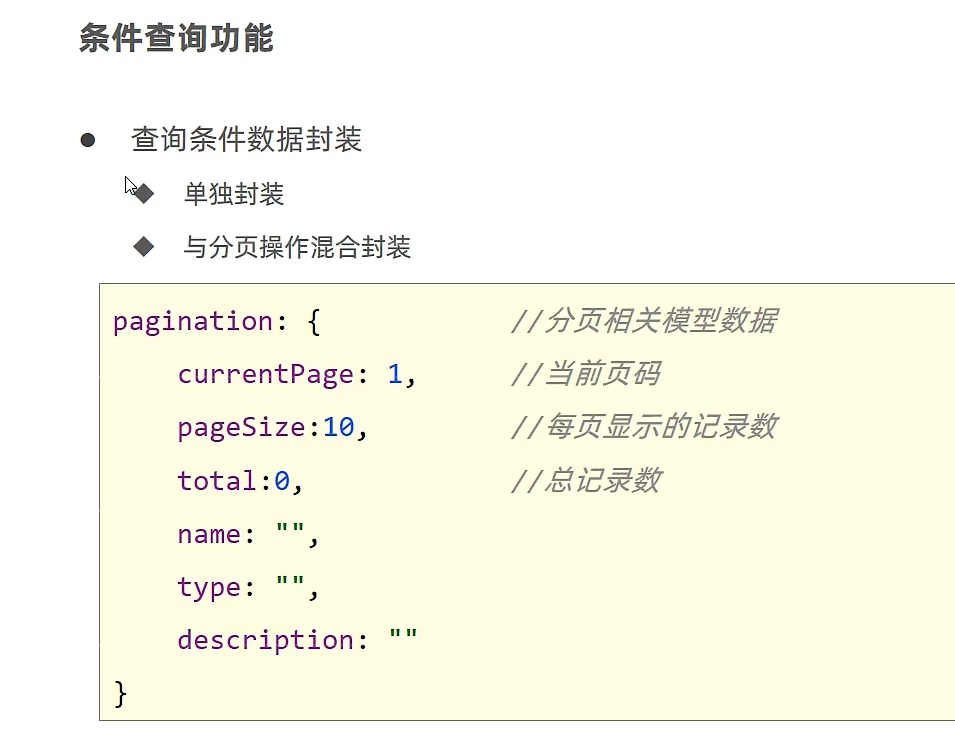 条件查询功能
● 查询条件数据封装
◆ 单独封装
◆ 与分页操作混合封装
pagination: { //分页相关模型数据
    currentPage: 1, //当前页码
    pageSize:10, //每页显示的记录数
    total:0, //总记录数
    name: "",
    type: "",
    description: ""
}